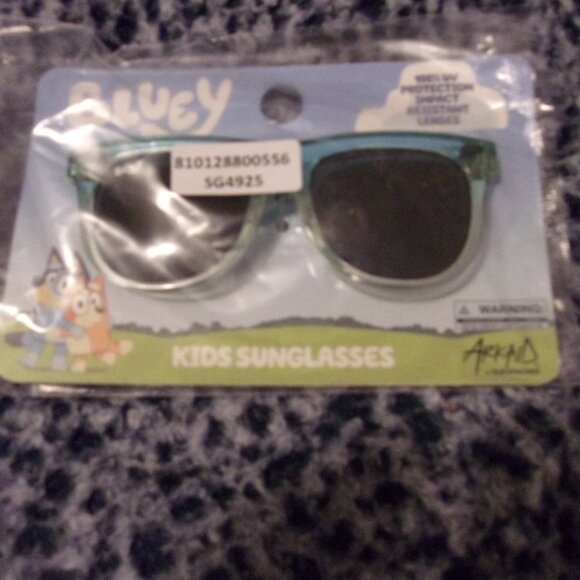 BLUEY
100% UV
PROTECTION
IMPACT
RESISTANT
LENSES
810128800556
SG4925
WARNING:
KIDS SUNGLASSES
ARKAID